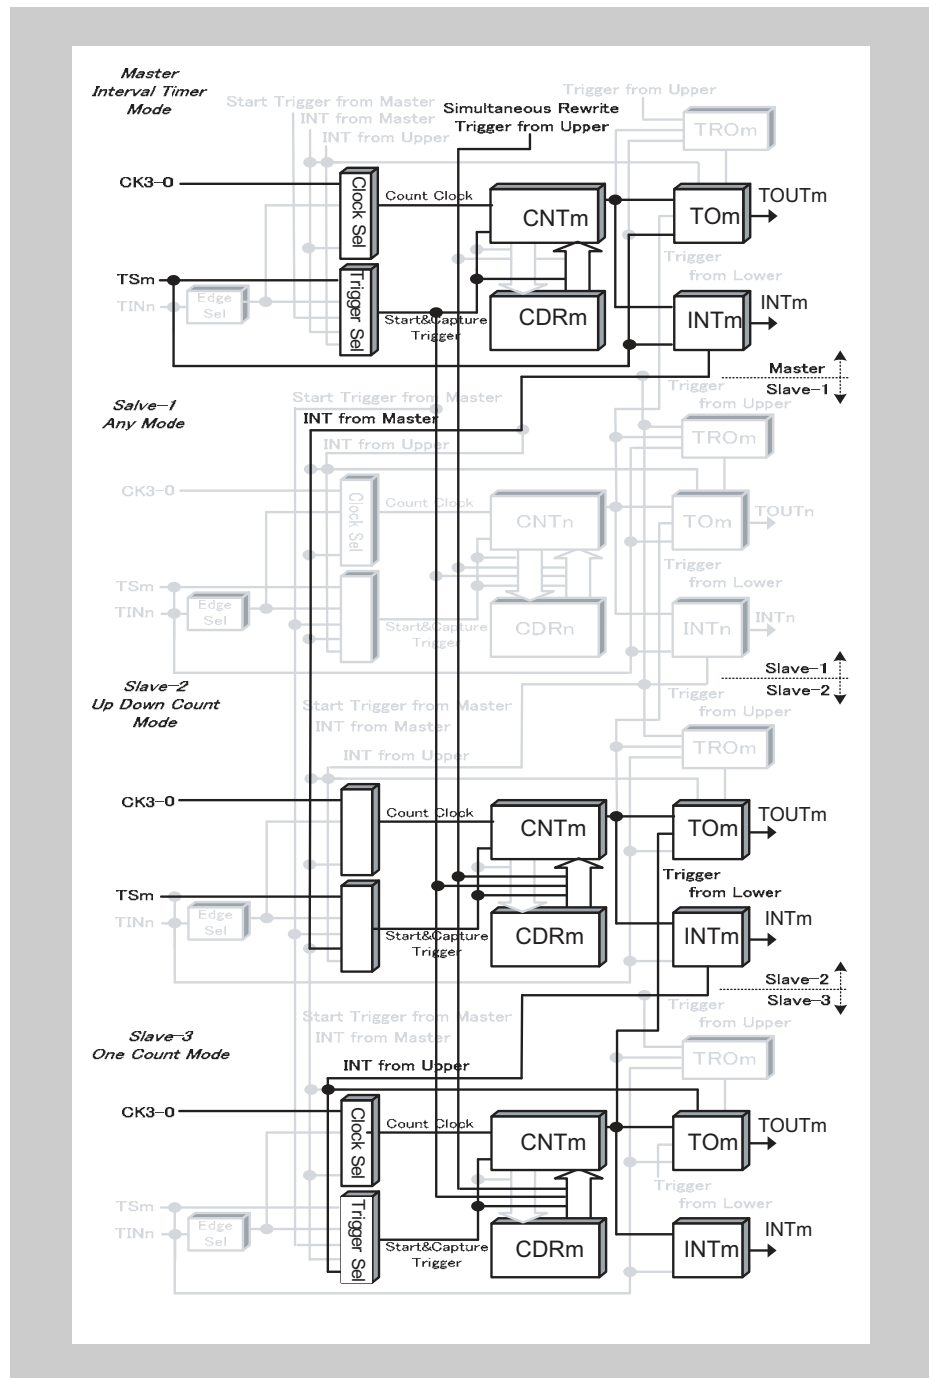 Master
Interval Timer
Mode
Start Trigger from Master
INT from Master
INT from Upper
Simultaneous Rewrite
Trigger from Upper
Trigger from Upper
TROm
CK3-0
Clock Sel
Count Clock
CNTm
TOm
TOUTm
Trigger
from Lower
TSm
TINn
Edge
Sel
Trigger Sel
Start&Capture
Trigger
CDRm
INTm
INTm
Master
Slave-1
Salve-1
Any Mode
Start Trigger from Master
INT from Master
INT from Upper
Trigger
from Upper
TROm
CK3-0
Clock Sel
Count Clock
CNTn
TOm
TOUTn
Trigger
from Lower
TSm
TINn
Edge
Sel
Start&Capture
Trigger
CDRn
INTn
INTn
Slave-1
Slave-2
Slave-2
Up Down Count
Mode
Start Trigger from Master
INT from Master
INT from Upper
Trigger
from Upper
TROm
CK3-0
Count Clock
CNTm
TOm
TOUTm
Trigger
from Lower
TSm
TINn
Edge
Sel
Start&Capture
Trigger
CDRm
INTm
INTm
Slave-2
Slave-3
Slave-3
One Count Mode
Start Trigger from Master
INT from Master
INT from Upper
Trigger
from Upper
TROm
CK3-0
Clock Sel
Count Clock
CNTm
TOm
TOUTm
Trigger
from Lower
TSm
TINn
Edge
Sel
Trigger Sel
Start&Capture
Trigger
CDRm
INTm
INTm